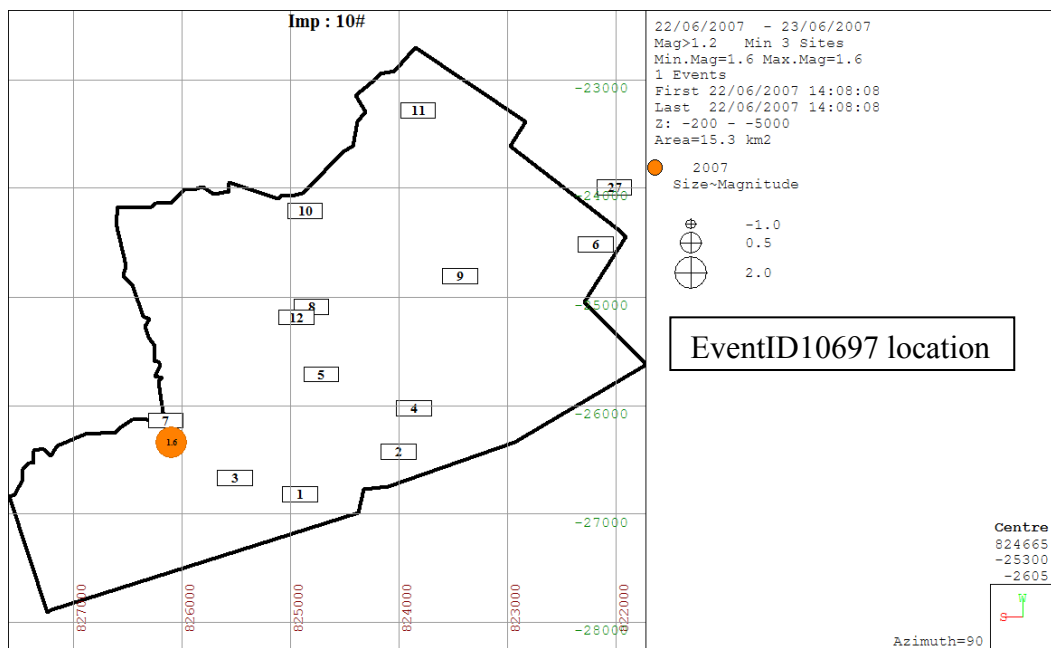 Imp : 10#
22/06/2007 - 23/06/2007
Mag>1.2 Min 3 Sites
Min.Mag=1.6 Max.Mag=1.6
1 Events
First 22/06/2007 14:08:08
Last 22/06/2007 14:08:08
Z: -200 - -5000
Area=15.3 km2
2007
Size~Magnitude
-1.0
0.5
2.0
EventID10697 location
-23000
11
27
-24000
10
6
9
-25000
8
12
5
-26000
4
7
1.6
2
3
1
-27000
-28000
827000
826000
825000
824000
823000
822000
Centre
824665
-25300
-2605
W
S
Azimuth=90